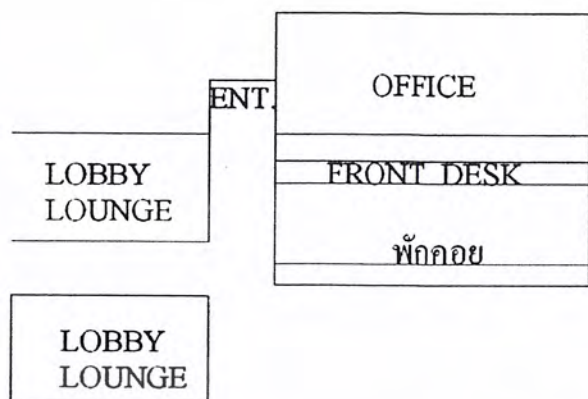 OFFICE
ENT.
FRONT DESK
LOBBY
LOUNGE
พักคอย
LOBBY
LOUNGE